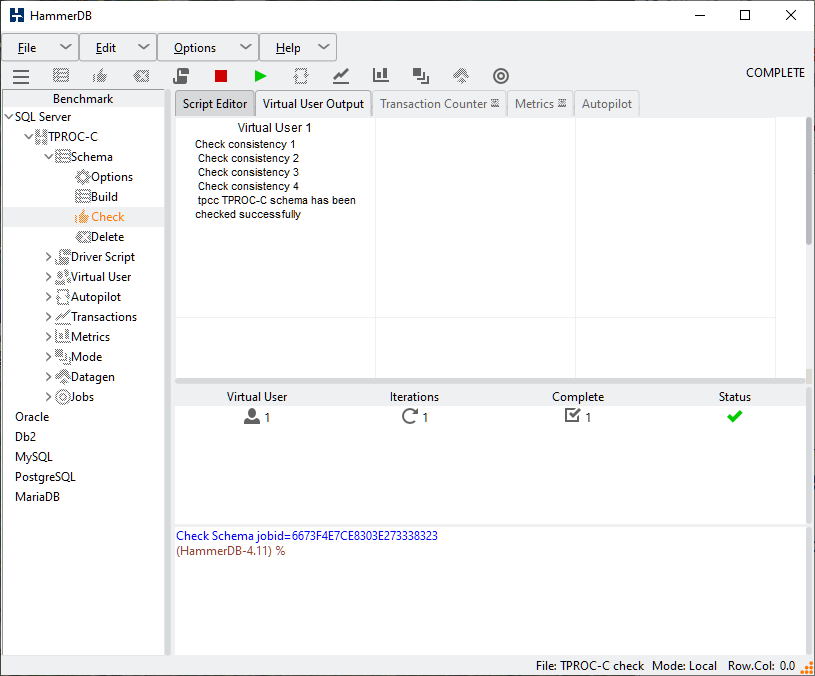 HammerDB
File Edit Options Help
COMPLETE
Benchmark
SQL Server
TPROC-C
Schema
Options
Build
Check
Delete
Driver Script
Virtual User
Autopilot
Transactions
Metrics
Mode
Datagen
Jobs
Oracle
Db2
MySQL
PostgreSQL
MariaDB
Script Editor Virtual User Output Transaction Counter Metrics Autopilot
Virtual User 1
Check consistency 1
Check consistency 2
Check consistency 3
Check consistency 4
tpcc TPROC-C schema has been
checked successfully
Virtual User Iterations Complete Status
1 1 1
Check Schema jobid=6673F4E7CE8303E273338323
(HammerDB-4.11) %
File: TPROC-C check Mode: Local Row.Col: 0.0